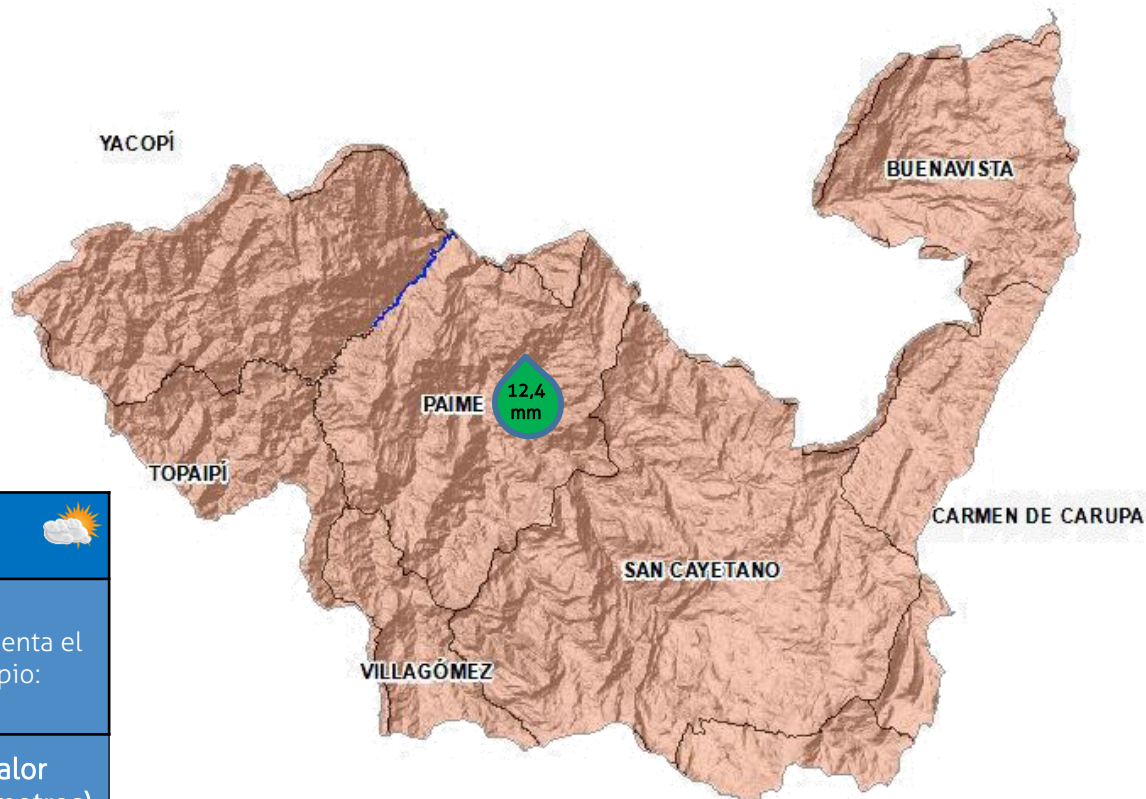 YACOPÍ
BUENAVISTA
12,4
mm
PAIME
TOPAIPÍ
CARMEN DE CARUPA
SAN CAYETANO
VILLAGÓMEZ
enta el
pio:
alor